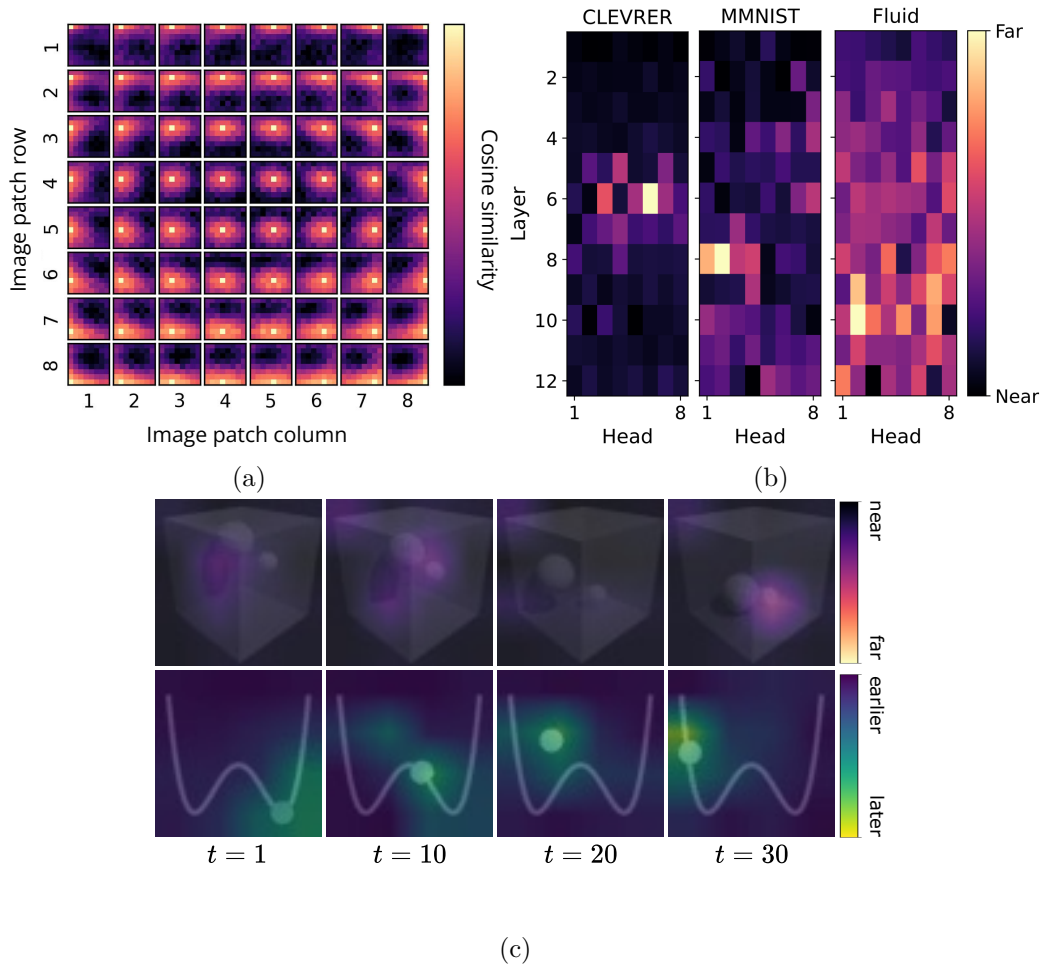 CLEVRER MMNIST Fluid
Image patch row
1
2
3
4
5
6
7
8
1 2 3 4 5 6 7 8
Image patch column
Cosine similarity
(a)
Layer
2
4
6
8
10
12
1 8 1 8 1 8
Head Head Head
Far
Near
(b)
near
far
earlier
later
t = 1 t = 10 t = 20 t = 30
(c)